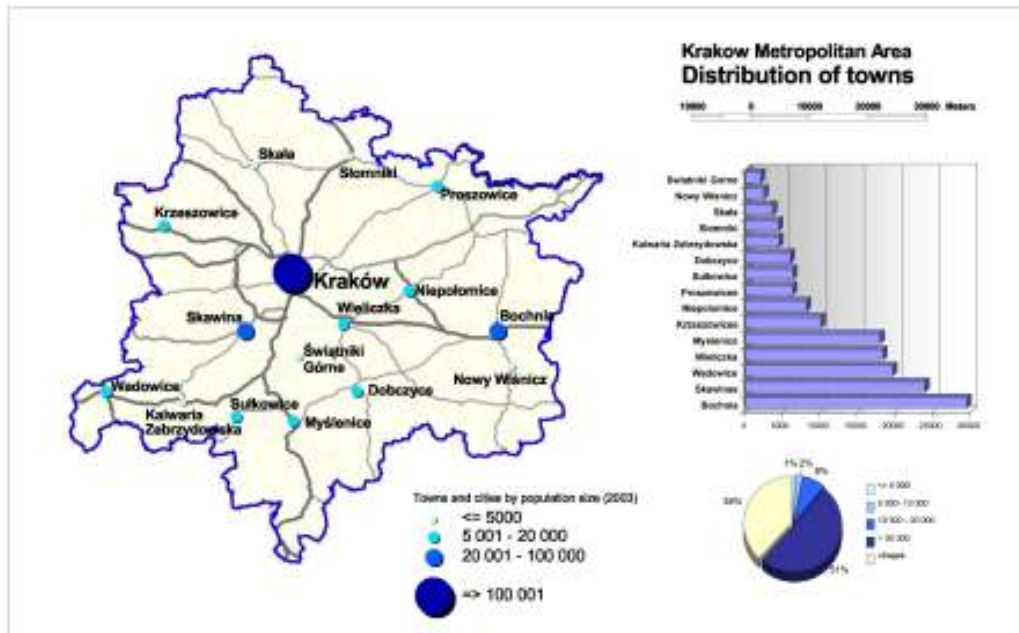 Krakow Metropolitan Area
Distribution of towns
10000 0 10000 20000 30000 Meters
Skała
Słomniki
Proszowice
Krzeszowice
Kraków
Niepołomice
Wieliczka
Skawina
Bochnia
Świątniki
Górne
Nowy Wiśnicz
Wadowice
Dobczyce
Kalwaria
Zebrzydowska
Sułkowice
Myślenice
Towns and cities by population size (2003)
<= 5000
5 001 - 20 000
20 001 - 100 000
=> 100 001
Swiatniki Gorne
Nowy Wisnicz
Skala
Slomniki
Kalwaria Zebrzydowska
Dobczyce
Sulkowice
Proszowice
Niepolomice
Krzeszowice
Myslenice
Wieliczka
Wadowice
Skawina
Bochnia
0 5000 10000 15000 20000 25000 30000
1% 2%
51%
villages